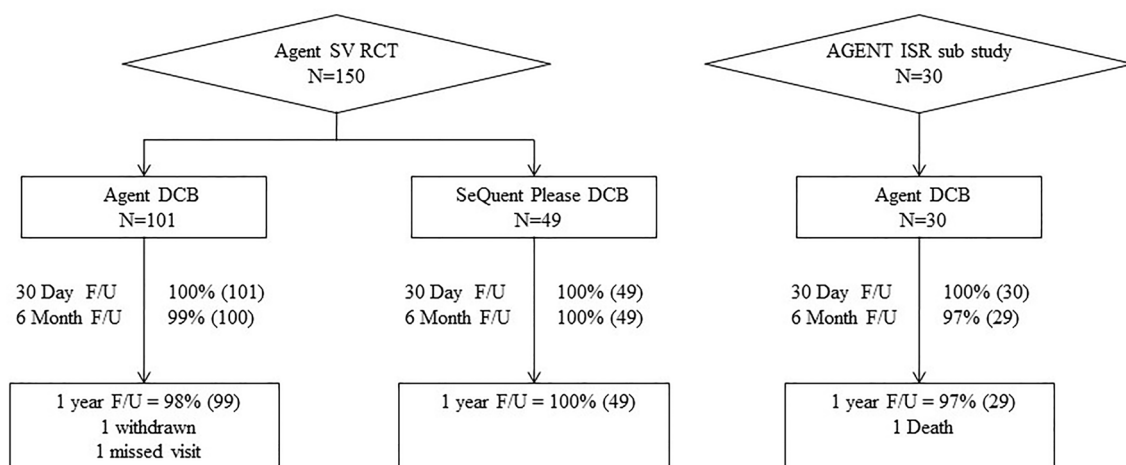 Agent SV RCT
N=150
Agent DCB
N=101
30 Day F/U 100% (101)
6 Month F/U 99% (100)
1 year F/U = 98% (99)
1 withdrawn
1 missed visit
SeQuent Please DCB
N=49
30 Day F/U 100% (49)
6 Month F/U 100% (49)
1 year F/U = 100% (49)
AGENT ISR sub study
N=30
Agent DCB
N=30
30 Day F/U 100% (30)
6 Month F/U 97% (29)
1 year F/U = 97% (29)
1 Death